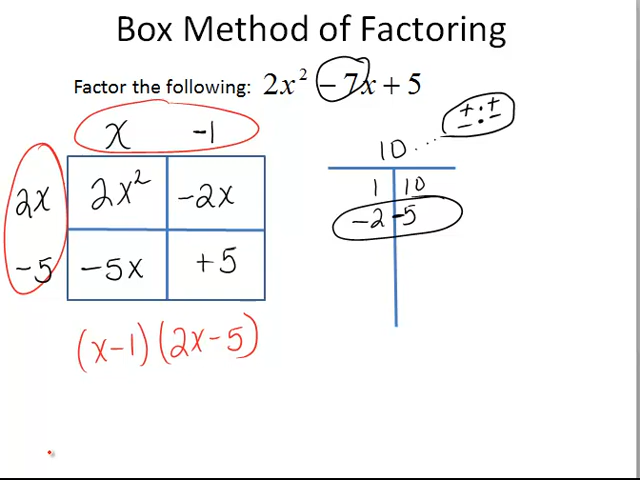 Box Method of Factoring
Factor the following: 2x² − 7x + 5
± : ±
10 ...
x -1
1 10
2x 2x² -2x
-2 -5
-5 -5x +5
(x-1)(2x-5)